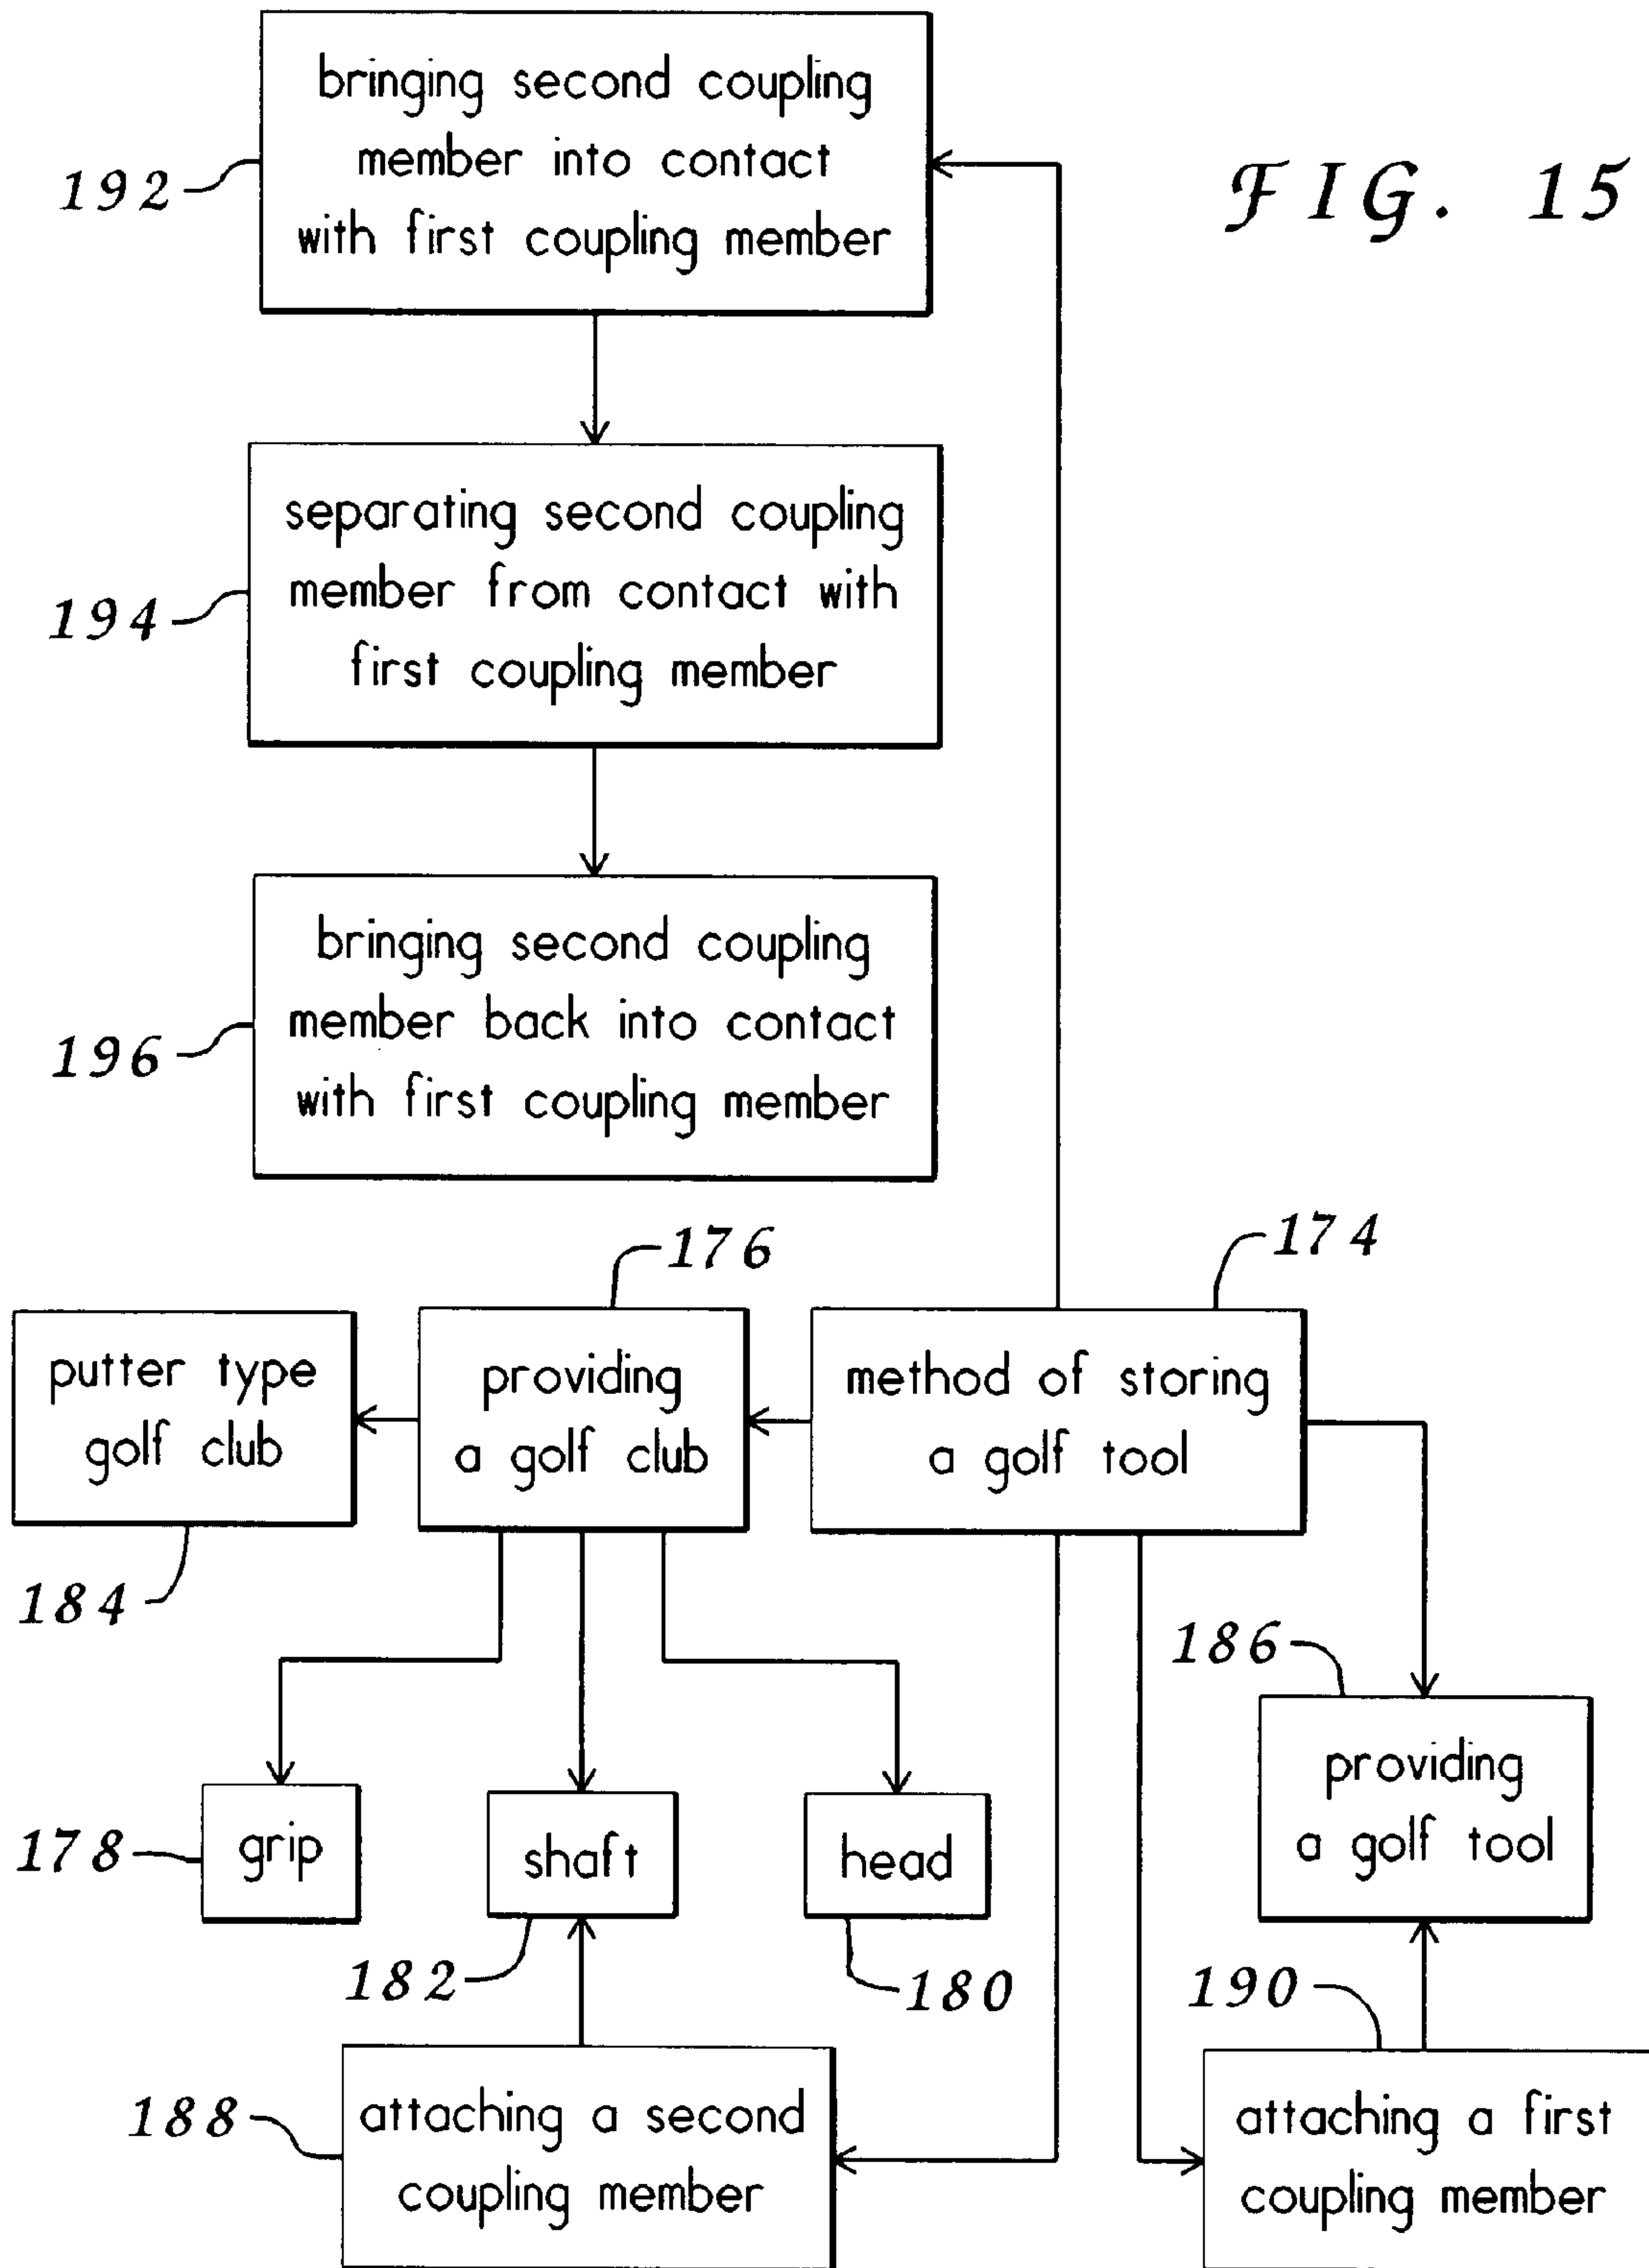 FIG. 15
bringing second coupling
member into contact
with first coupling member
192
separating second coupling
member from contact with
first coupling member
194
bringing second coupling
member back into contact
with first coupling member
196
176
174
putter type
golf club
providing
a golf club
method of storing
a golf tool
184
186
providing
a golf tool
178
grip
shaft
head
182
180
190
188
attaching a second
coupling member
attaching a first
coupling member